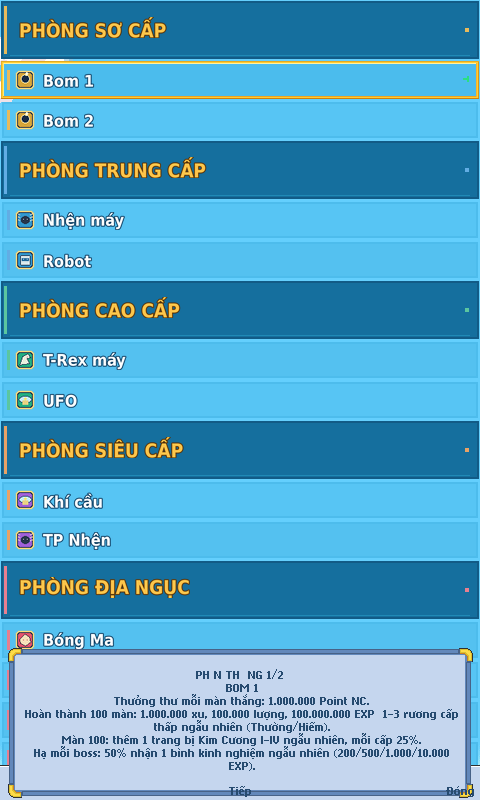 PHÒNG SƠ CẤP
Bom 1
Bom 2
PHÒNG TRUNG CẤP
Nhện máy
Robot
PHÒNG CAO CẤP
T-Rex máy
UFO
PHÒNG SIÊU CẤP
Khí cầu
TP Nhện
PHÒNG ĐỊA NGỤC
Bóng Ma
PH N TH NG 1/2
BOM 1
Thưởng thư mỗi màn thắng: 1.000.000 Point NC.
Hoàn thành 100 màn: 1.000.000 xu, 100.000 lượng, 100.000.000 EXP 1-3 rương cấp
thấp ngẫu nhiên (Thường/Hiếm).
Màn 100: thêm 1 trang bị Kim Cương I-IV ngẫu nhiên, mỗi cấp 25%.
Hạ mỗi boss: 50% nhận 1 bình kinh nghiệm ngẫu nhiên (200/500/1.000/10.000
EXP).
Tiếp
Đóng